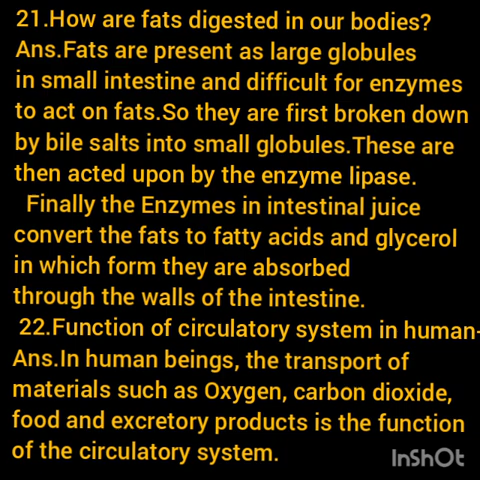 21.How are fats digested in our bodies?
Ans.Fats are present as large globules
in small intestine and difficult for enzymes
to act on fats.So they are first broken down
by bile salts into small globules.These are
then acted upon by the enzyme lipase.
Finally the Enzymes in intestinal juice
convert the fats to fatty acids and glycerol
in which form they are absorbed
through the walls of the intestine.
22.Function of circulatory system in human-
Ans.In human beings, the transport of
materials such as Oxygen, carbon dioxide,
food and excretory products is the function
of the circulatory system.
InShOt